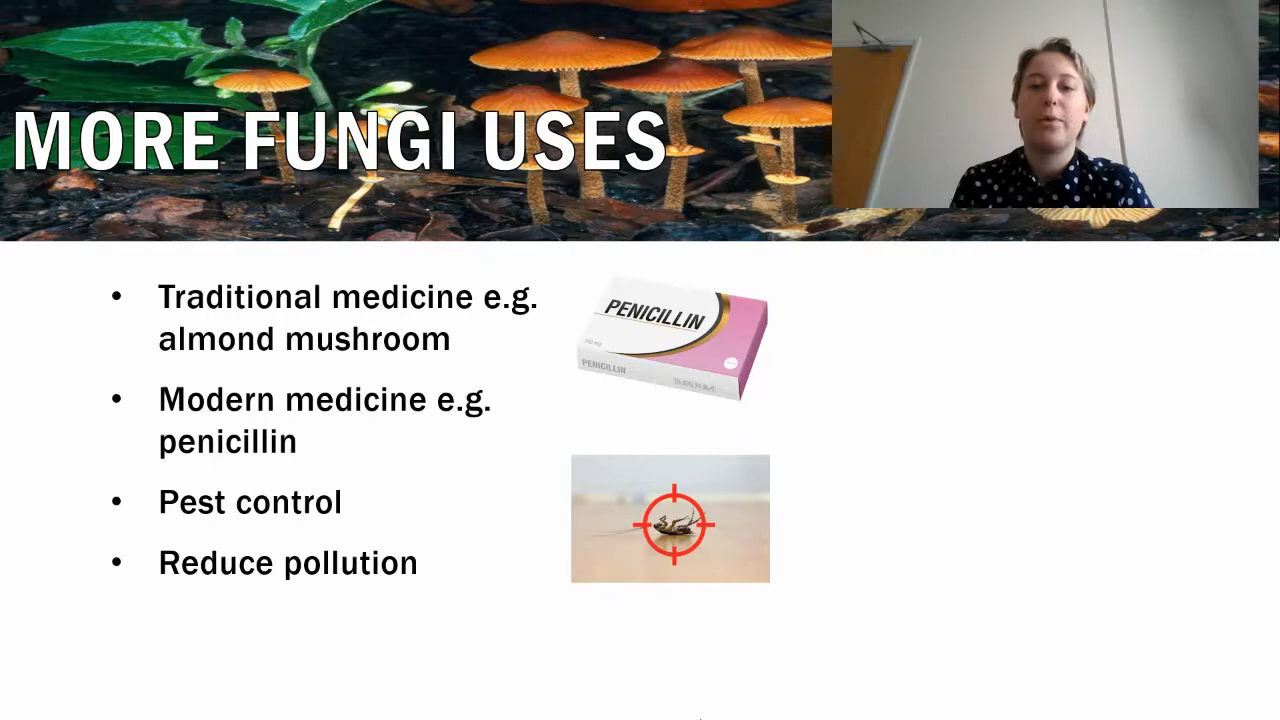 MORE FUNGI USES
• Traditional medicine e.g.
almond mushroom
• Modern medicine e.g.
penicillin
• Pest control
• Reduce pollution
PENICILLIN
PENICILLIN